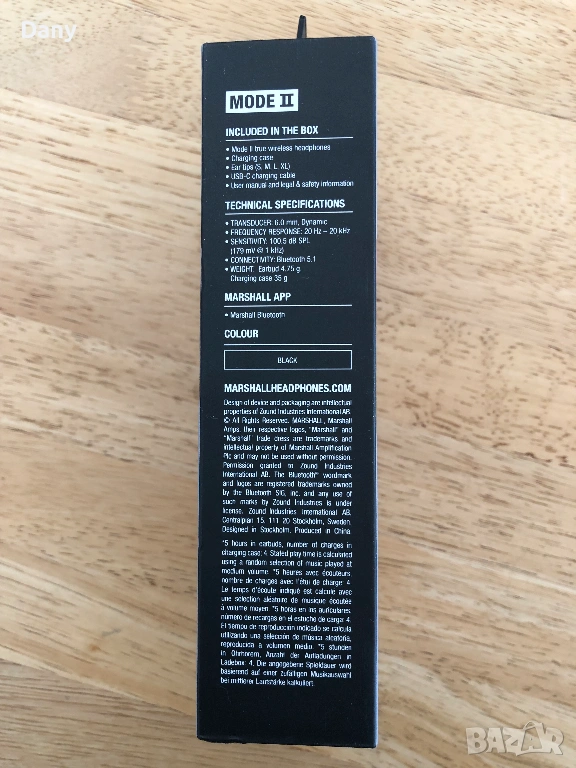 Dany
MODE II
INCLUDED IN THE BOX
• Mode II true wireless headphones
• Charging case
• Ear tips (S, M, L, XL)
• USB-C charging cable
• User manual and legal & safety information
TECHNICAL SPECIFICATIONS
• TRANSDUCER: 6.0 mm, Dynamic
• FREQUENCY RESPONSE: 20 Hz – 20 kHz
• SENSITIVITY: 100.5 dB SPL
(179 mV @ 1 kHz)
• CONNECTIVITY: Bluetooth 5.1
• WEIGHT: Earbud 4.75 g
Charging case 35 g
MARSHALL APP
• Marshall Bluetooth
COLOUR
BLACK
MARSHALLHEADPHONES.COM
Design of device and packaging are intellectual
properties of Zound Industries International AB.
© All Rights Reserved. MARSHALL, Marshall
Amps, their respective logos, "Marshall" and
"Marshall" trade dress are trademarks and
intellectual property of Marshall Amplification
Plc and may not be used without permission.
Permission granted to Zound Industries
International AB. The Bluetooth® wordmark
and logos are registered trademarks owned
by the Bluetooth SIG, Inc. and any use of
such marks by Zound Industries is under
license. Zound Industries International AB,
Centralplan 15, 111 20 Stockholm, Sweden.
Designed in Stockholm. Produced in China.
*5 hours in earbuds, number of charges in
charging case: 4. Stated play time is calculated
using a random selection of music played at
medium volume. *5 heures avec écouteurs,
nombre de charges avec l'étui de charge: 4.
Le temps d'écoute indiqué est calculé avec
une sélection aléatoire de musique écoutée
à volume moyen. *5 horas en los auriculares,
número de recargas en el estuche de carga: 4.
El tiempo de reproducción indicado se calcula
utilizando una selección de música aleatoria,
reproducida a volumen medio. *5 stunden
in Ohrhörern, Anzahl der Aufladungen in
Ladebox: 4. Die angegebene Spieldauer wird
basierend auf einer zufälligen Musikauswahl
bei mittlerer Lautstärke kalkuliert.
BAZAR